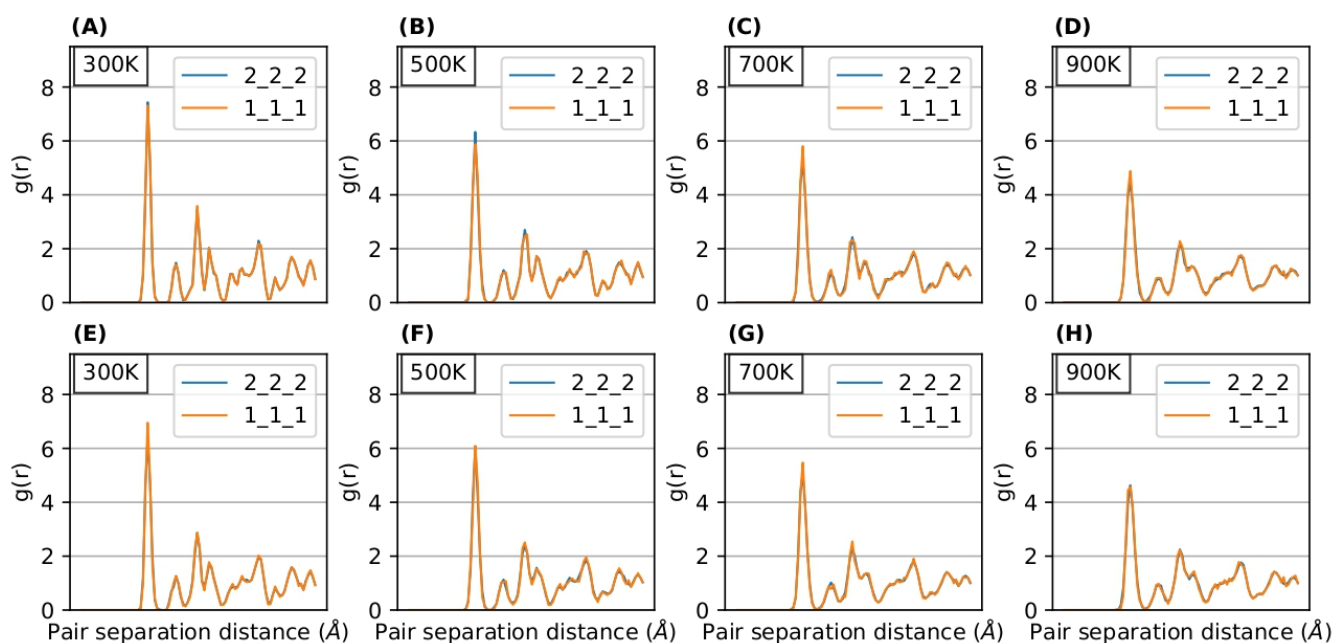 (A) (B) (C) (D)
300K 2_2_2 1_1_1 500K 2_2_2 1_1_1 700K 2_2_2 1_1_1 900K 2_2_2 1_1_1
g(r) g(r) g(r) g(r)
8 8 8 8
6 6 6 6
4 4 4 4
2 2 2 2
0 0 0 0
(E) (F) (G) (H)
300K 2_2_2 1_1_1 500K 2_2_2 1_1_1 700K 2_2_2 1_1_1 900K 2_2_2 1_1_1
g(r) g(r) g(r) g(r)
8 8 8 8
6 6 6 6
4 4 4 4
2 2 2 2
0 0 0 0
Pair separation distance (Å) Pair separation distance (Å) Pair separation distance (Å) Pair separation distance (Å)